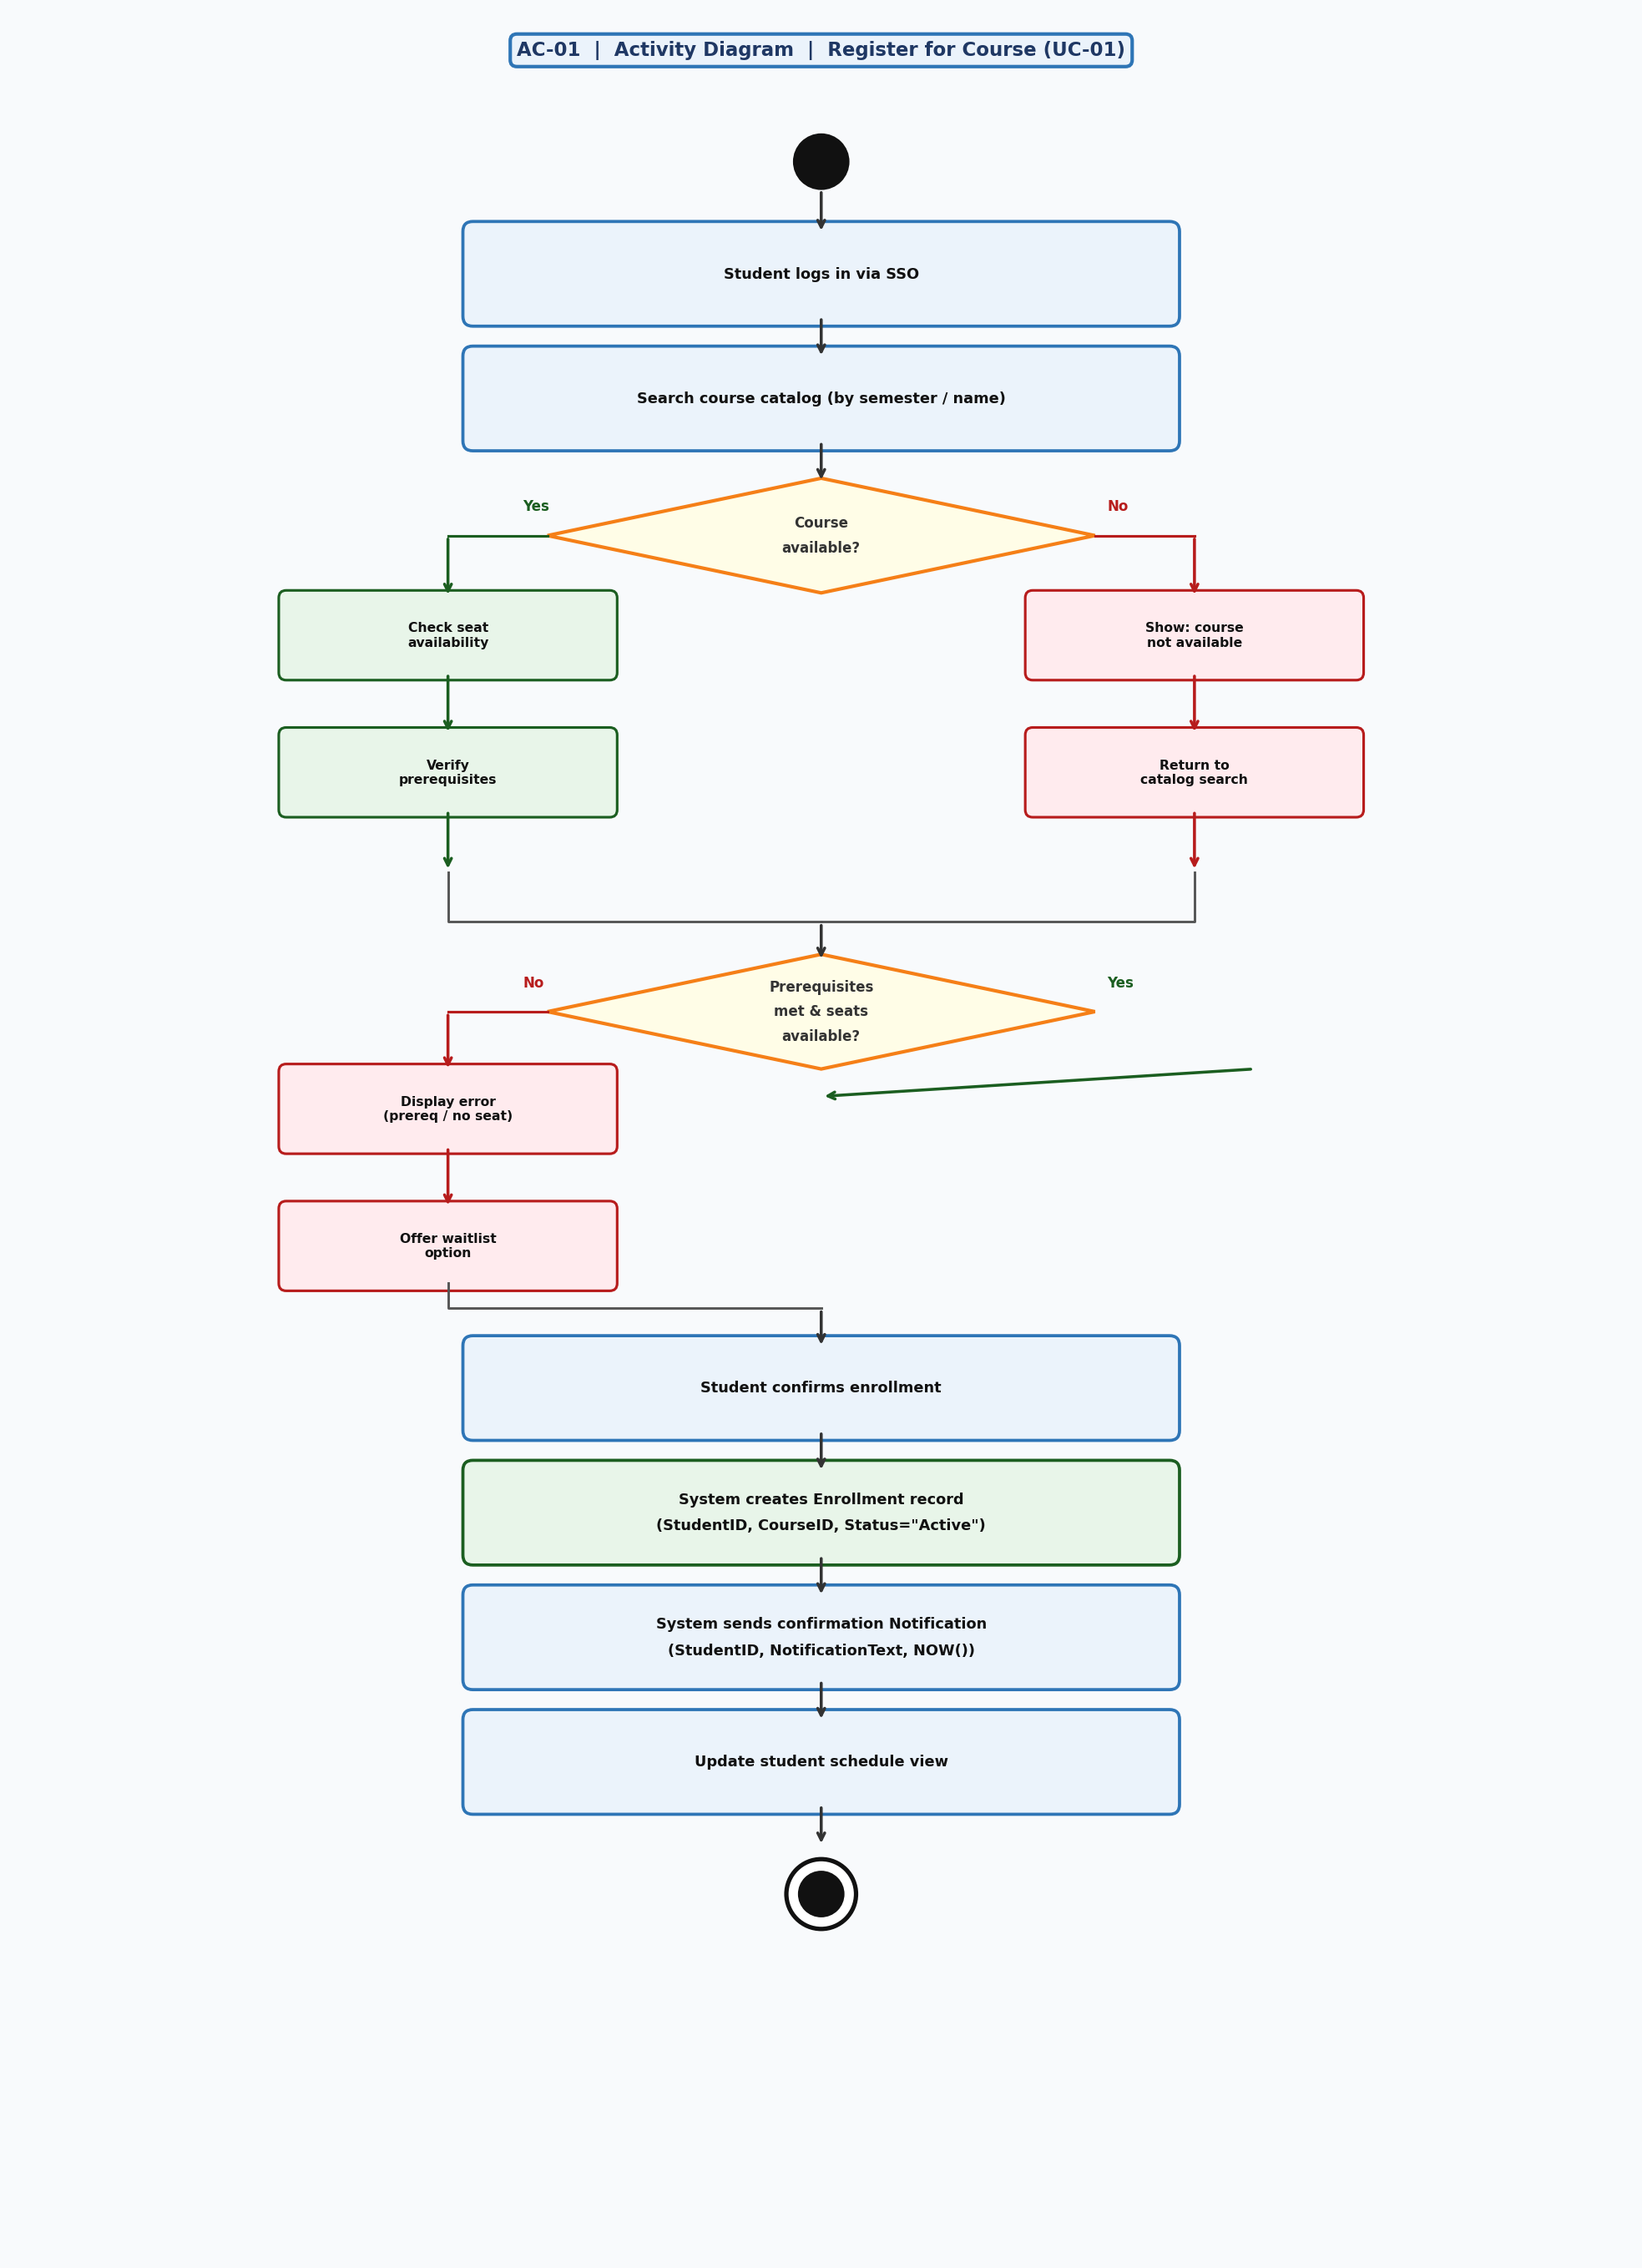 AC-01 | Activity Diagram | Register for Course (UC-01)
Student logs in via SSO
Search course catalog (by semester / name)
Yes
No
Course
available?
Check seat
availability
Show: course
not available
Verify
prerequisites
Return to
catalog search
No
Yes
Prerequisites
met & seats
available?
Display error
(prereq / no seat)
Offer waitlist
option
Student confirms enrollment
System creates Enrollment record
(StudentID, CourseID, Status="Active")
System sends confirmation Notification
(StudentID, NotificationText, NOW())
Update student schedule view